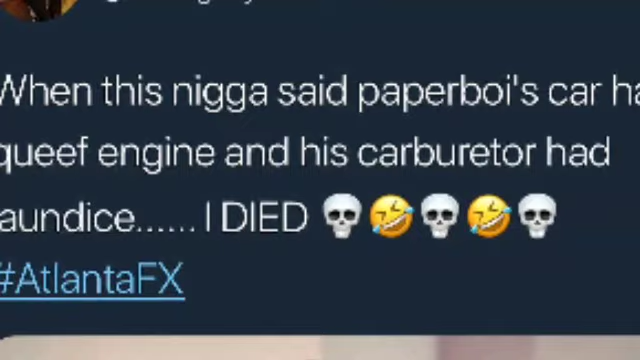 When this nigga said paperboi's car ha
queef engine and his carburetor had
aundice...... I DIED 💀🤣💀🤣💀
#AtlantaFX